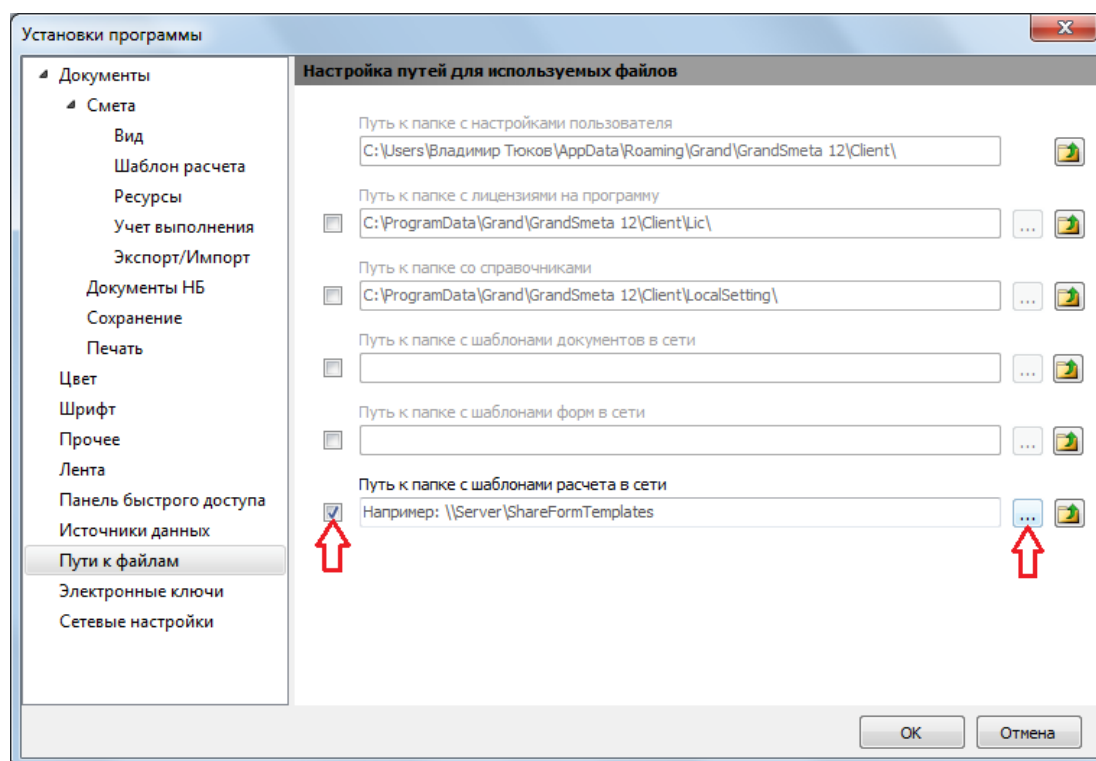 Установки программы
Документы
Смета
Вид
Шаблон расчета
Ресурсы
Учет выполнения
Экспорт/Импорт
Документы НБ
Сохранение
Печать
Цвет
Шрифт
Прочее
Лента
Панель быстрого доступа
Источники данных
Пути к файлам
Электронные ключи
Сетевые настройки
Настройка путей для используемых файлов
Путь к папке с настройками пользователя
C:\Users\Владимир Тюков\AppData\Roaming\Grand\GrandSmeta 12\Client\
Путь к папке с лицензиями на программу
C:\ProgramData\Grand\GrandSmeta 12\Client\Lic\
...
Путь к папке со справочниками
C:\ProgramData\Grand\GrandSmeta 12\Client\LocalSetting\
...
Путь к папке с шаблонами документов в сети
...
Путь к папке с шаблонами форм в сети
...
Путь к папке с шаблонами расчета в сети
Например: \\Server\ShareFormTemplates
...
OK
Отмена